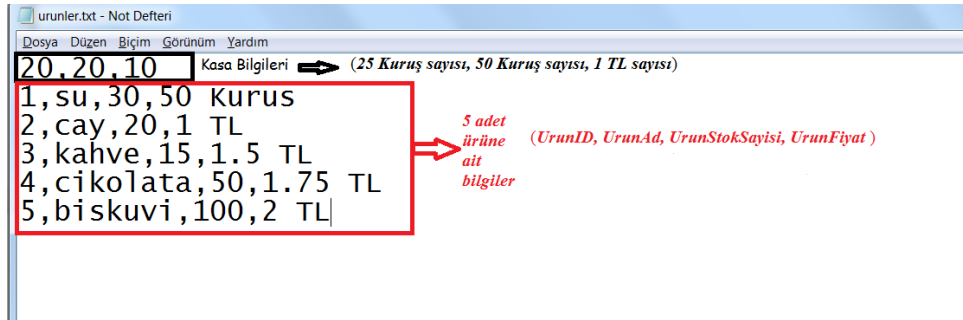 urunler.txt - Not Defteri
Dosya Düzen Biçim Görünüm Yardım
20,20,10 Kasa Bilgileri (25 Kuruş sayısı, 50 Kuruş sayısı, 1 TL sayısı)
1,su,30,50 Kurus
2,cay,20,1 TL
3,kahve,15,1.5 TL
4,cikolata,50,1.75 TL
5,biskuvi,100,2 TL
5 adet
ürüne (UrunID, UrunAd, UrunStokSayisi, UrunFiyat )
ait
bilgiler